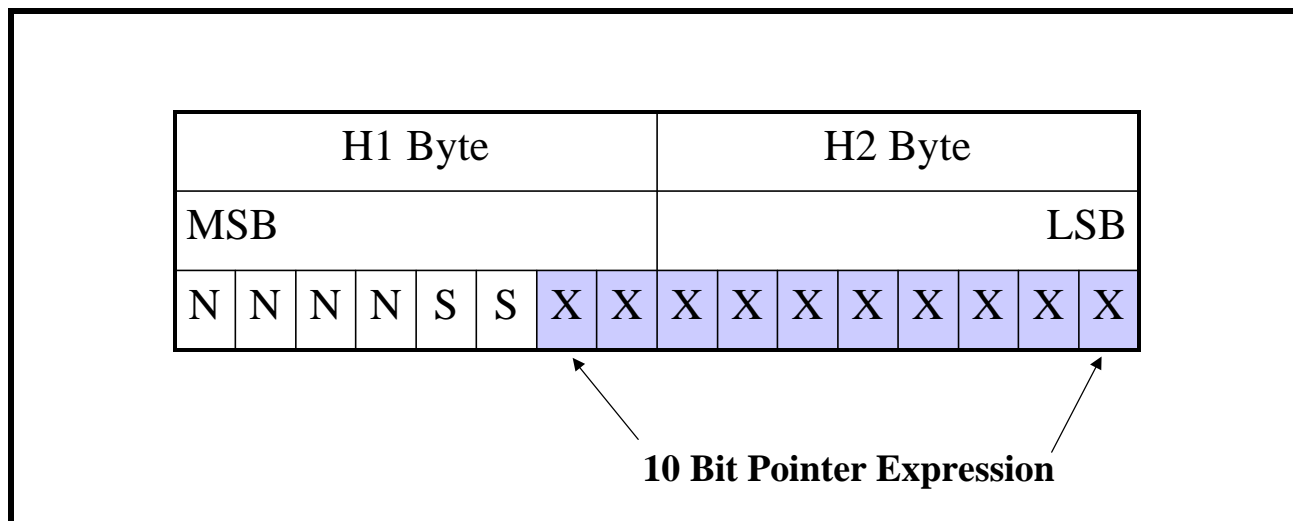 H1 Byte H2 Byte
MSB LSB
N N N N S S X X X X X X X X X X
10 Bit Pointer Expression